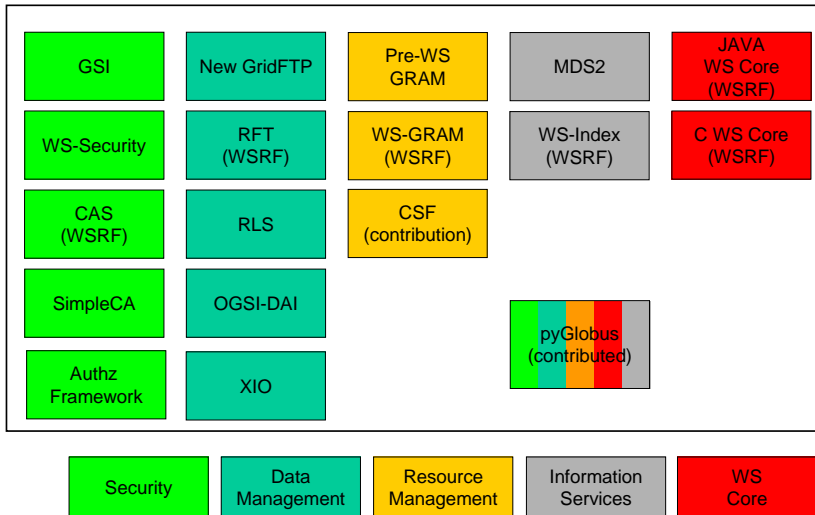 GSI
New GridFTP
Pre-WS
GRAM
MDS2
JAVA
WS Core
(WSRF)
WS-Security
RFT
(WSRF)
WS-GRAM
(WSRF)
WS-Index
(WSRF)
C WS Core
(WSRF)
CAS
(WSRF)
RLS
CSF
(contribution)
SimpleCA
OGSI-DAI
pyGlobus
(contributed)
Authz
Framework
XIO
Security
Data
Management
Resource
Management
Information
Services
WS
Core